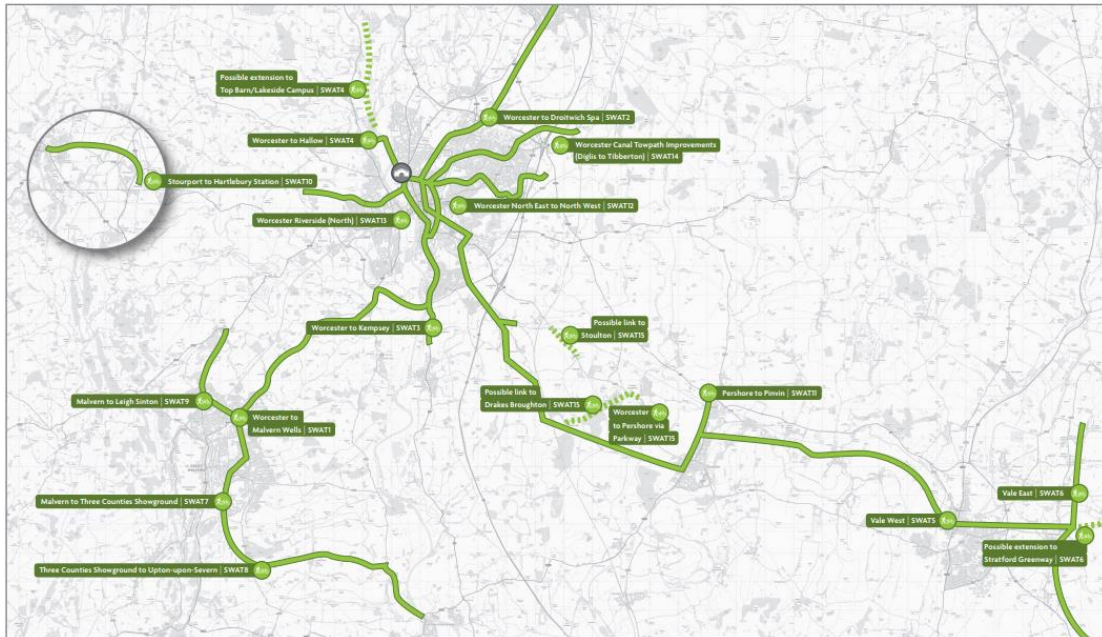 Possible extension to
Top Barn/Lakeside Campus | SWAT4
Worcester to Droitwich Spa | SWAT2
Worcester to Hallow | SWAT4
Worcester Canal Towpath Improvements
(Diglis to Tibberton) | SWAT14
Stourport to Hartlebury Station | SWAT10
Worcester North East to North West | SWAT12
Worcester Riverside (North) | SWAT13
Worcester to Kempsey | SWAT3
Possible link to
Stoulton | SWAT15
Malvern to Leigh Sinton | SWAT9
Possible link to
Drakes Broughton | SWAT15
Pershore to Pinvin | SWAT11
Worcester to
Malvern Wells | SWAT1
Worcester
to Pershore via
Parkway | SWAT15
Malvern to Three Counties Showground | SWAT7
Vale East | SWAT6
Vale West | SWAT5
Possible extension to
Stratford Greenway | SWAT6
Three Counties Showground to Upton-upon-Severn | SWAT8